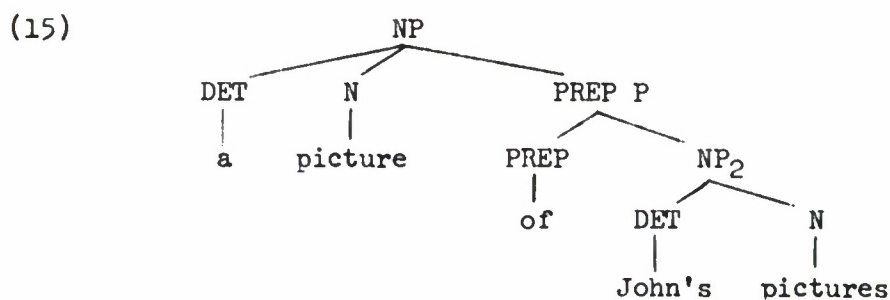 (15) NP
DET N PREP P
a picture PREP NP2
of DET N
John's pictures